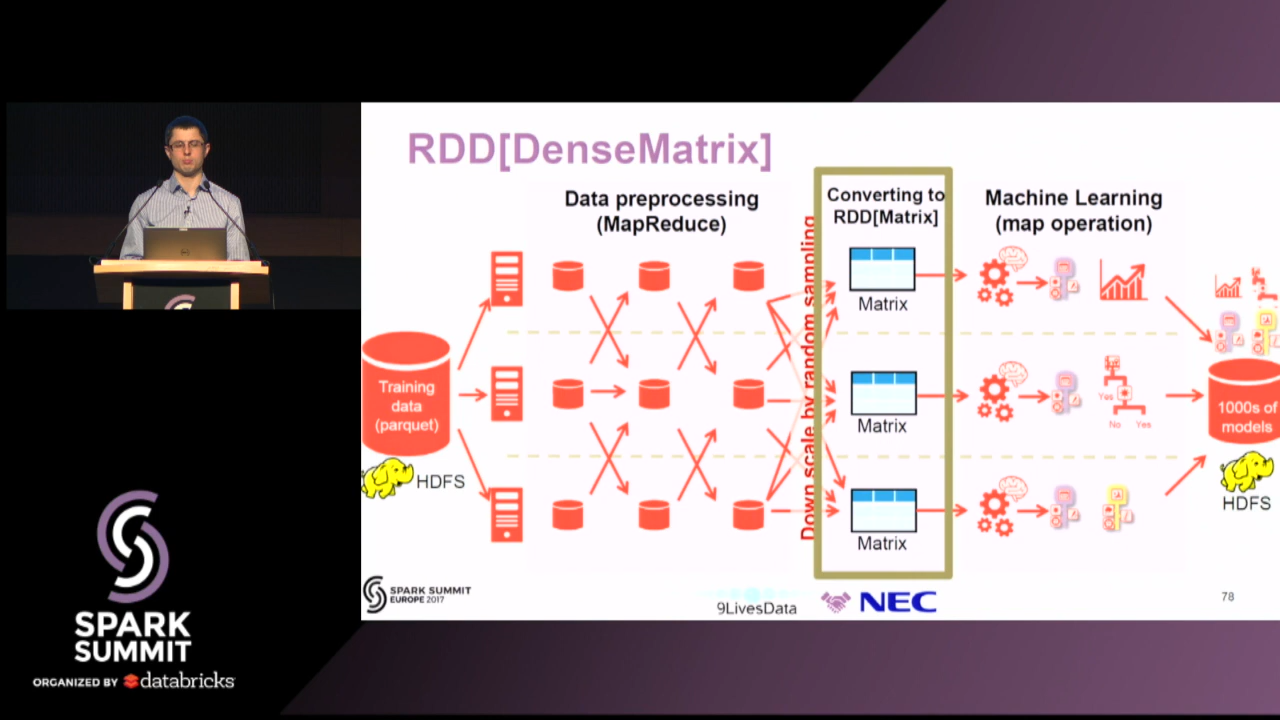 RDD[DenseMatrix]
Data preprocessing
(MapReduce)
Converting to
RDD[Matrix]
Machine Learning
(map operation)
Down scale by random sampling
Training
data
(parquet)
HDFS
Matrix
Matrix
Matrix
Yes
No
Yes
1000s of
models
HDFS
SPARK SUMMIT
EUROPE 2017
9LivesData
NEC
78
SPARK
SUMMIT
ORGANIZED BY databricks